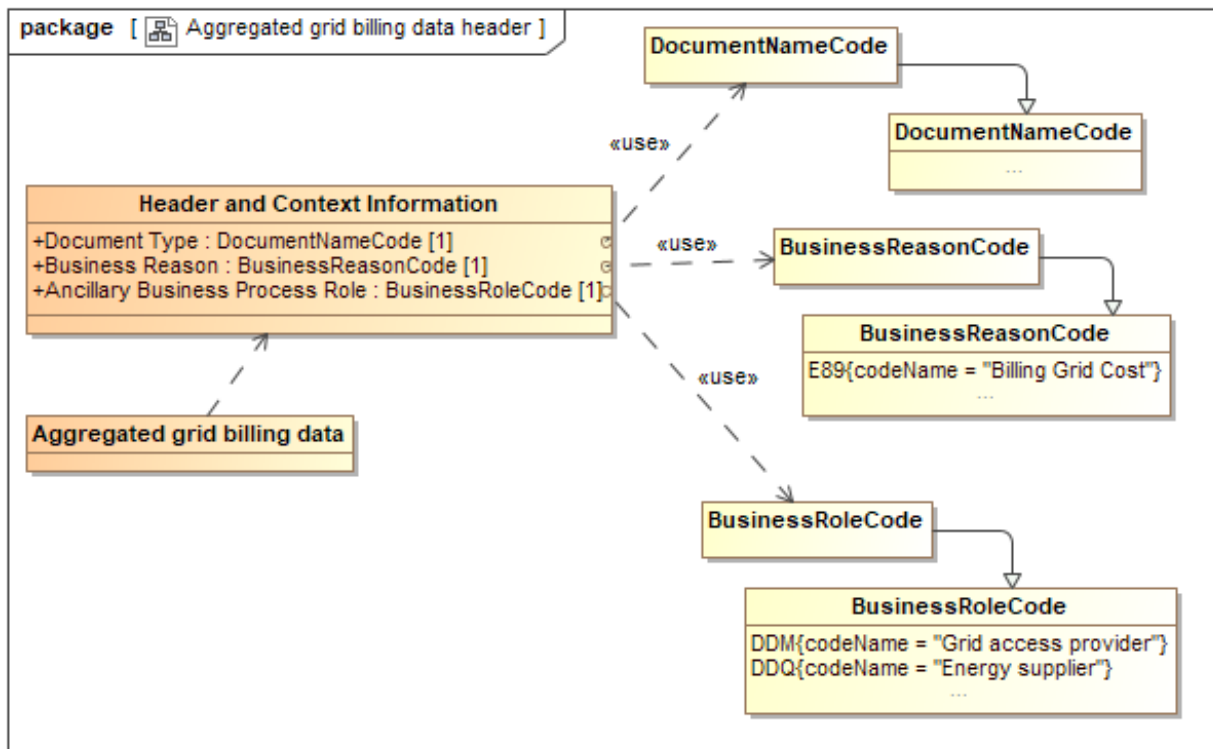 package [ Aggregated grid billing data header ]
DocumentNameCode
DocumentNameCode
...
«use»
Header and Context Information
+Document Type : DocumentNameCode [1]
+Business Reason : BusinessReasonCode [1]
+Ancillary Business Process Role : BusinessRoleCode [1]
«use»
BusinessReasonCode
BusinessReasonCode
E89{codeName = "Billing Grid Cost"}
...
«use»
Aggregated grid billing data
BusinessRoleCode
BusinessRoleCode
DDM{codeName = "Grid access provider"}
DDQ{codeName = "Energy supplier"}
...